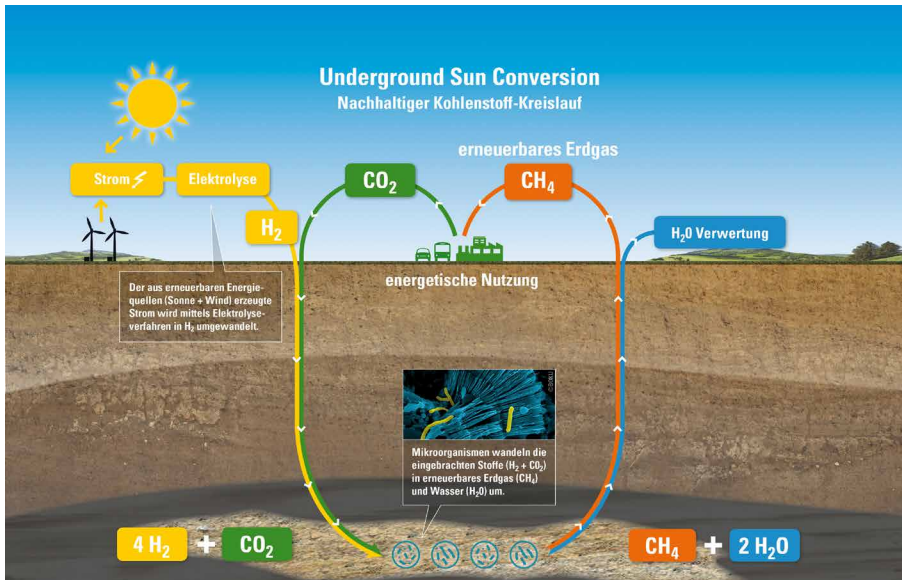 Underground Sun Conversion
Nachhaltiger Kohlenstoff-Kreislauf
erneuerbares Erdgas
Strom
Elektrolyse
CO₂
CH₄
H₂
H₂O Verwertung
energetische Nutzung
Der aus erneuerbaren Energie-
quellen (Sonne + Wind) erzeugte
Strom wird mittels Elektrolyse-
verfahren in H₂ umgewandelt.
Mikroorganismen wandeln die
eingebrachten Stoffe (H₂ + CO₂)
in erneuerbares Erdgas (CH₄)
und Wasser (H₂O) um.
4 H₂ + CO₂
CH₄ + 2 H₂O